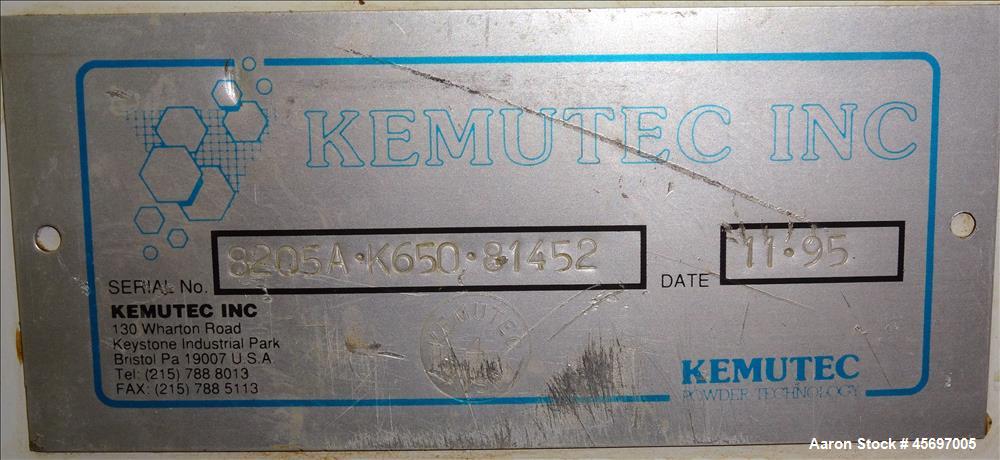 KEMUTEC INC
SERIAL No. 8205A·K650·81452 DATE 11·95
KEMUTEC INC
130 Wharton Road
Keystone Industrial Park
Bristol Pa 19007 U.S.A
Tel: (215) 788 8013
FAX: (215) 788 5113
KEMUTEC
KEMUTEC
POWDER TECHNOLOGY
Aaron Stock # 45697005